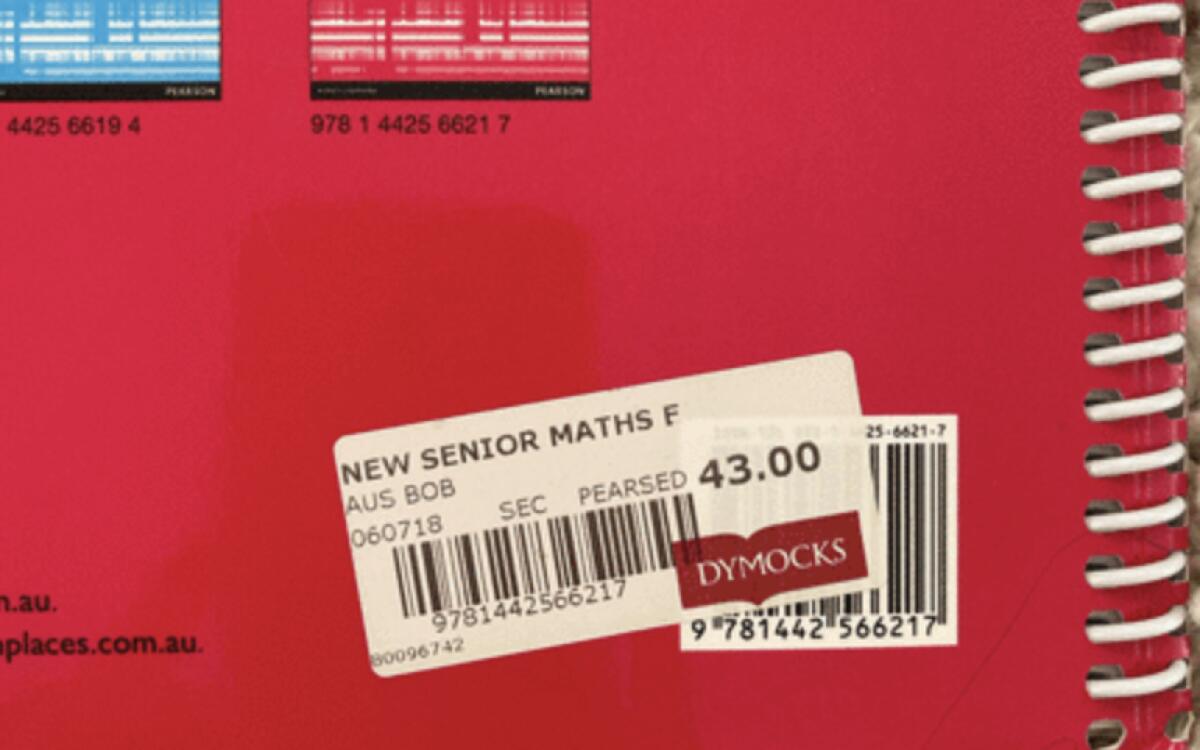 PEARSON
PEARSON
4425 6619 4
978 1 4425 6621 7
NEW SENIOR MATHS F
AUS BOB
SEC PEARSED
43.00
25-6621-7
060718
DYMOCKS
9781442566217
9 781442 566217
80096742
n.au.
places.com.au.